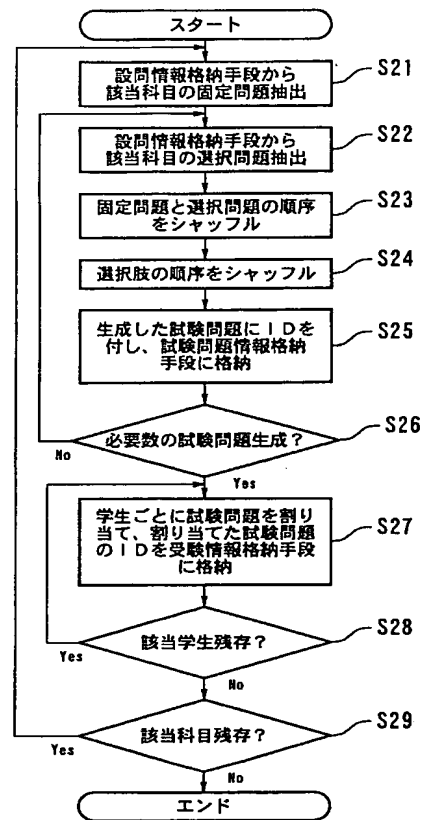 スタート
設問情報格納手段から
該当科目の固定問題抽出
S21
設問情報格納手段から
該当科目の選択問題抽出
S22
固定問題と選択問題の順序
をシャッフル
S23
選択肢の順序をシャッフル
S24
生成した試験問題にIDを
付し、試験問題情報格納
手段に格納
S25
必要数の試験問題生成?
S26
No
Yes
学生ごとに試験問題を割り
当て、割り当てた試験問題
のIDを受験情報格納手段
に格納
S27
該当学生残存?
S28
Yes
No
該当科目残存?
S29
Yes
No
エンド